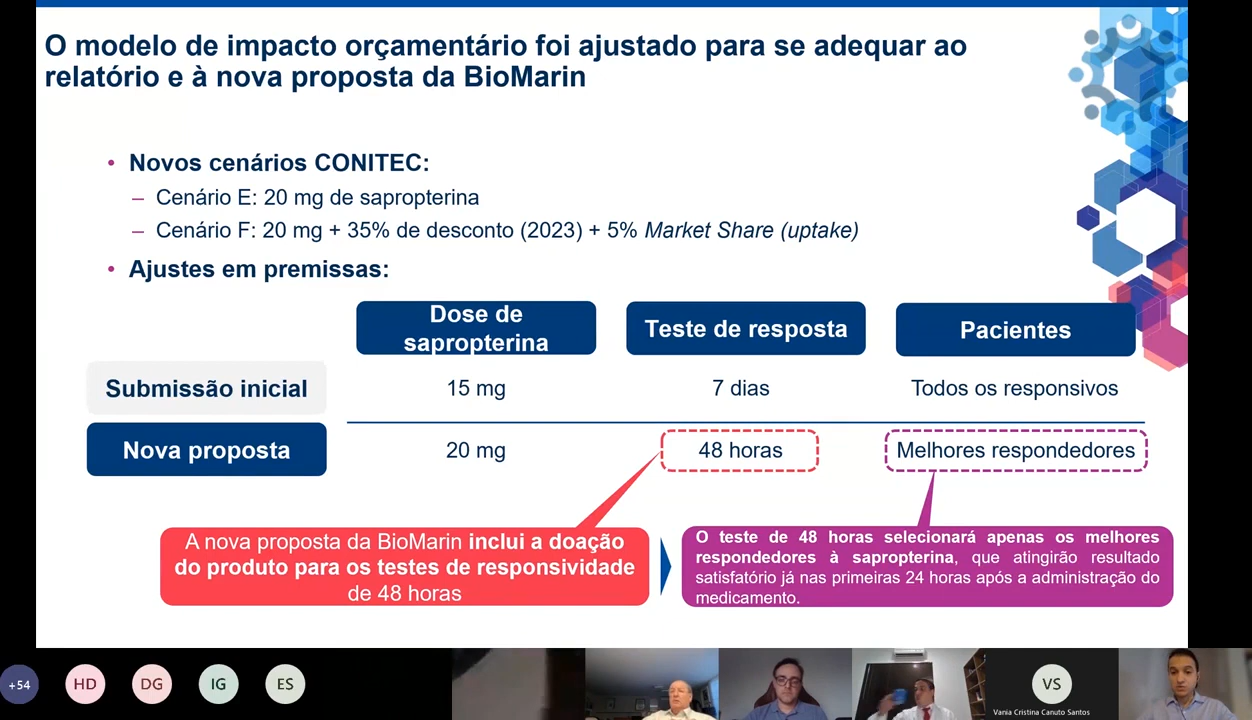 O modelo de impacto orçamentário foi ajustado para se adequar ao
relatório e à nova proposta da BioMarin
• Novos cenários CONITEC:
– Cenário E: 20 mg de sapropterina
– Cenário F: 20 mg + 35% de desconto (2023) + 5% Market Share (uptake)
• Ajustes em premissas:
Dose de
sapropterina
Teste de resposta
Pacientes
Submissão inicial
15 mg
7 dias
Todos os responsivos
Nova proposta
20 mg
48 horas
Melhores respondedores
A nova proposta da BioMarin inclui a doação
do produto para os testes de responsividade
de 48 horas
O teste de 48 horas selecionará apenas os melhores
respondedores à sapropterina, que atingirão resultado
satisfatório já nas primeiras 24 horas após a administração do
medicamento.
+54
HD
DG
IG
ES
VS
Vania Cristina Canuto Santos